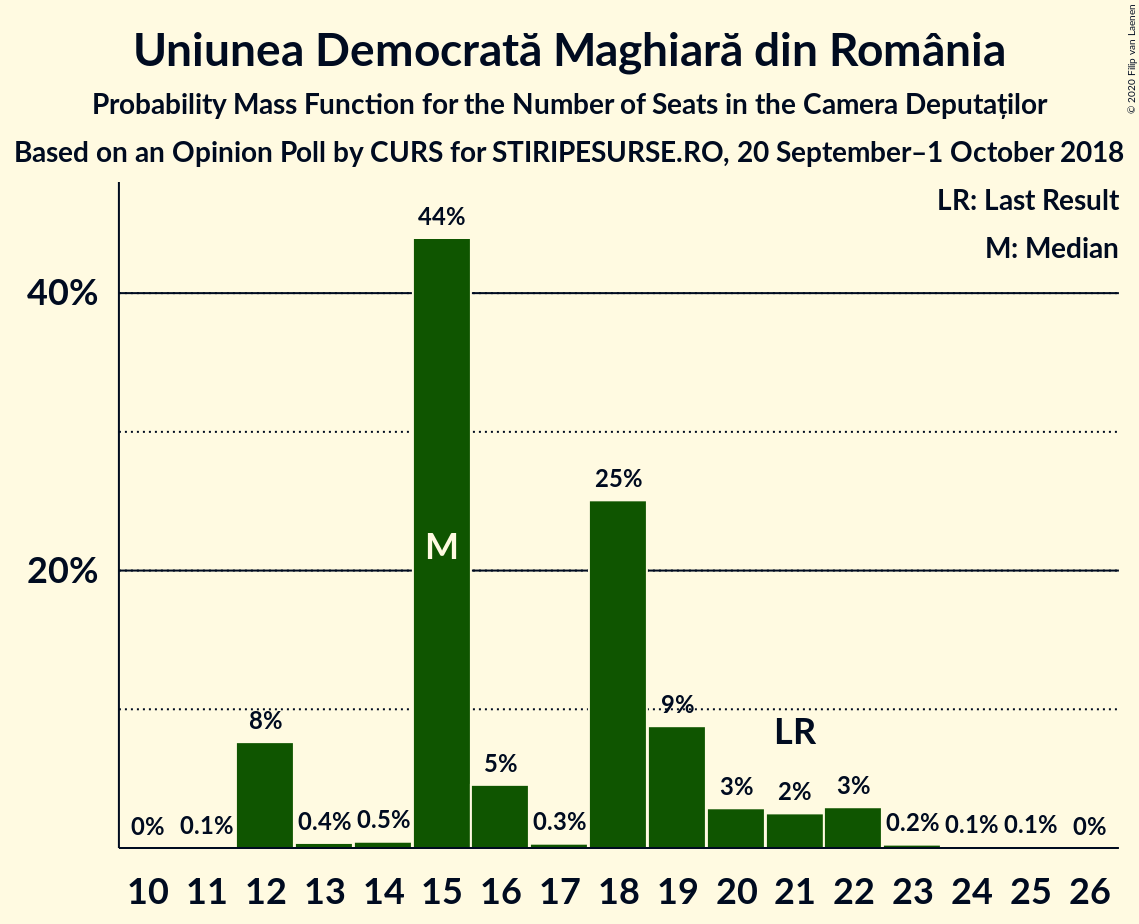 Uniunea Democrată Maghiară din România
Probability Mass Function for the Number of Seats in the Camera Deputaților
Based on an Opinion Poll by CURS for STIRIPESURSE.RO, 20 September–1 October 2018
© 2020 Filip van Laenen
LR: Last Result
M: Median
40%
20%
0%
0.1%
8%
0.4%
0.5%
44%
M
5%
0.3%
25%
9%
3%
LR
2%
3%
0.2%
0.1%
0.1%
0%
10 11 12 13 14 15 16 17 18 19 20 21 22 23 24 25 26